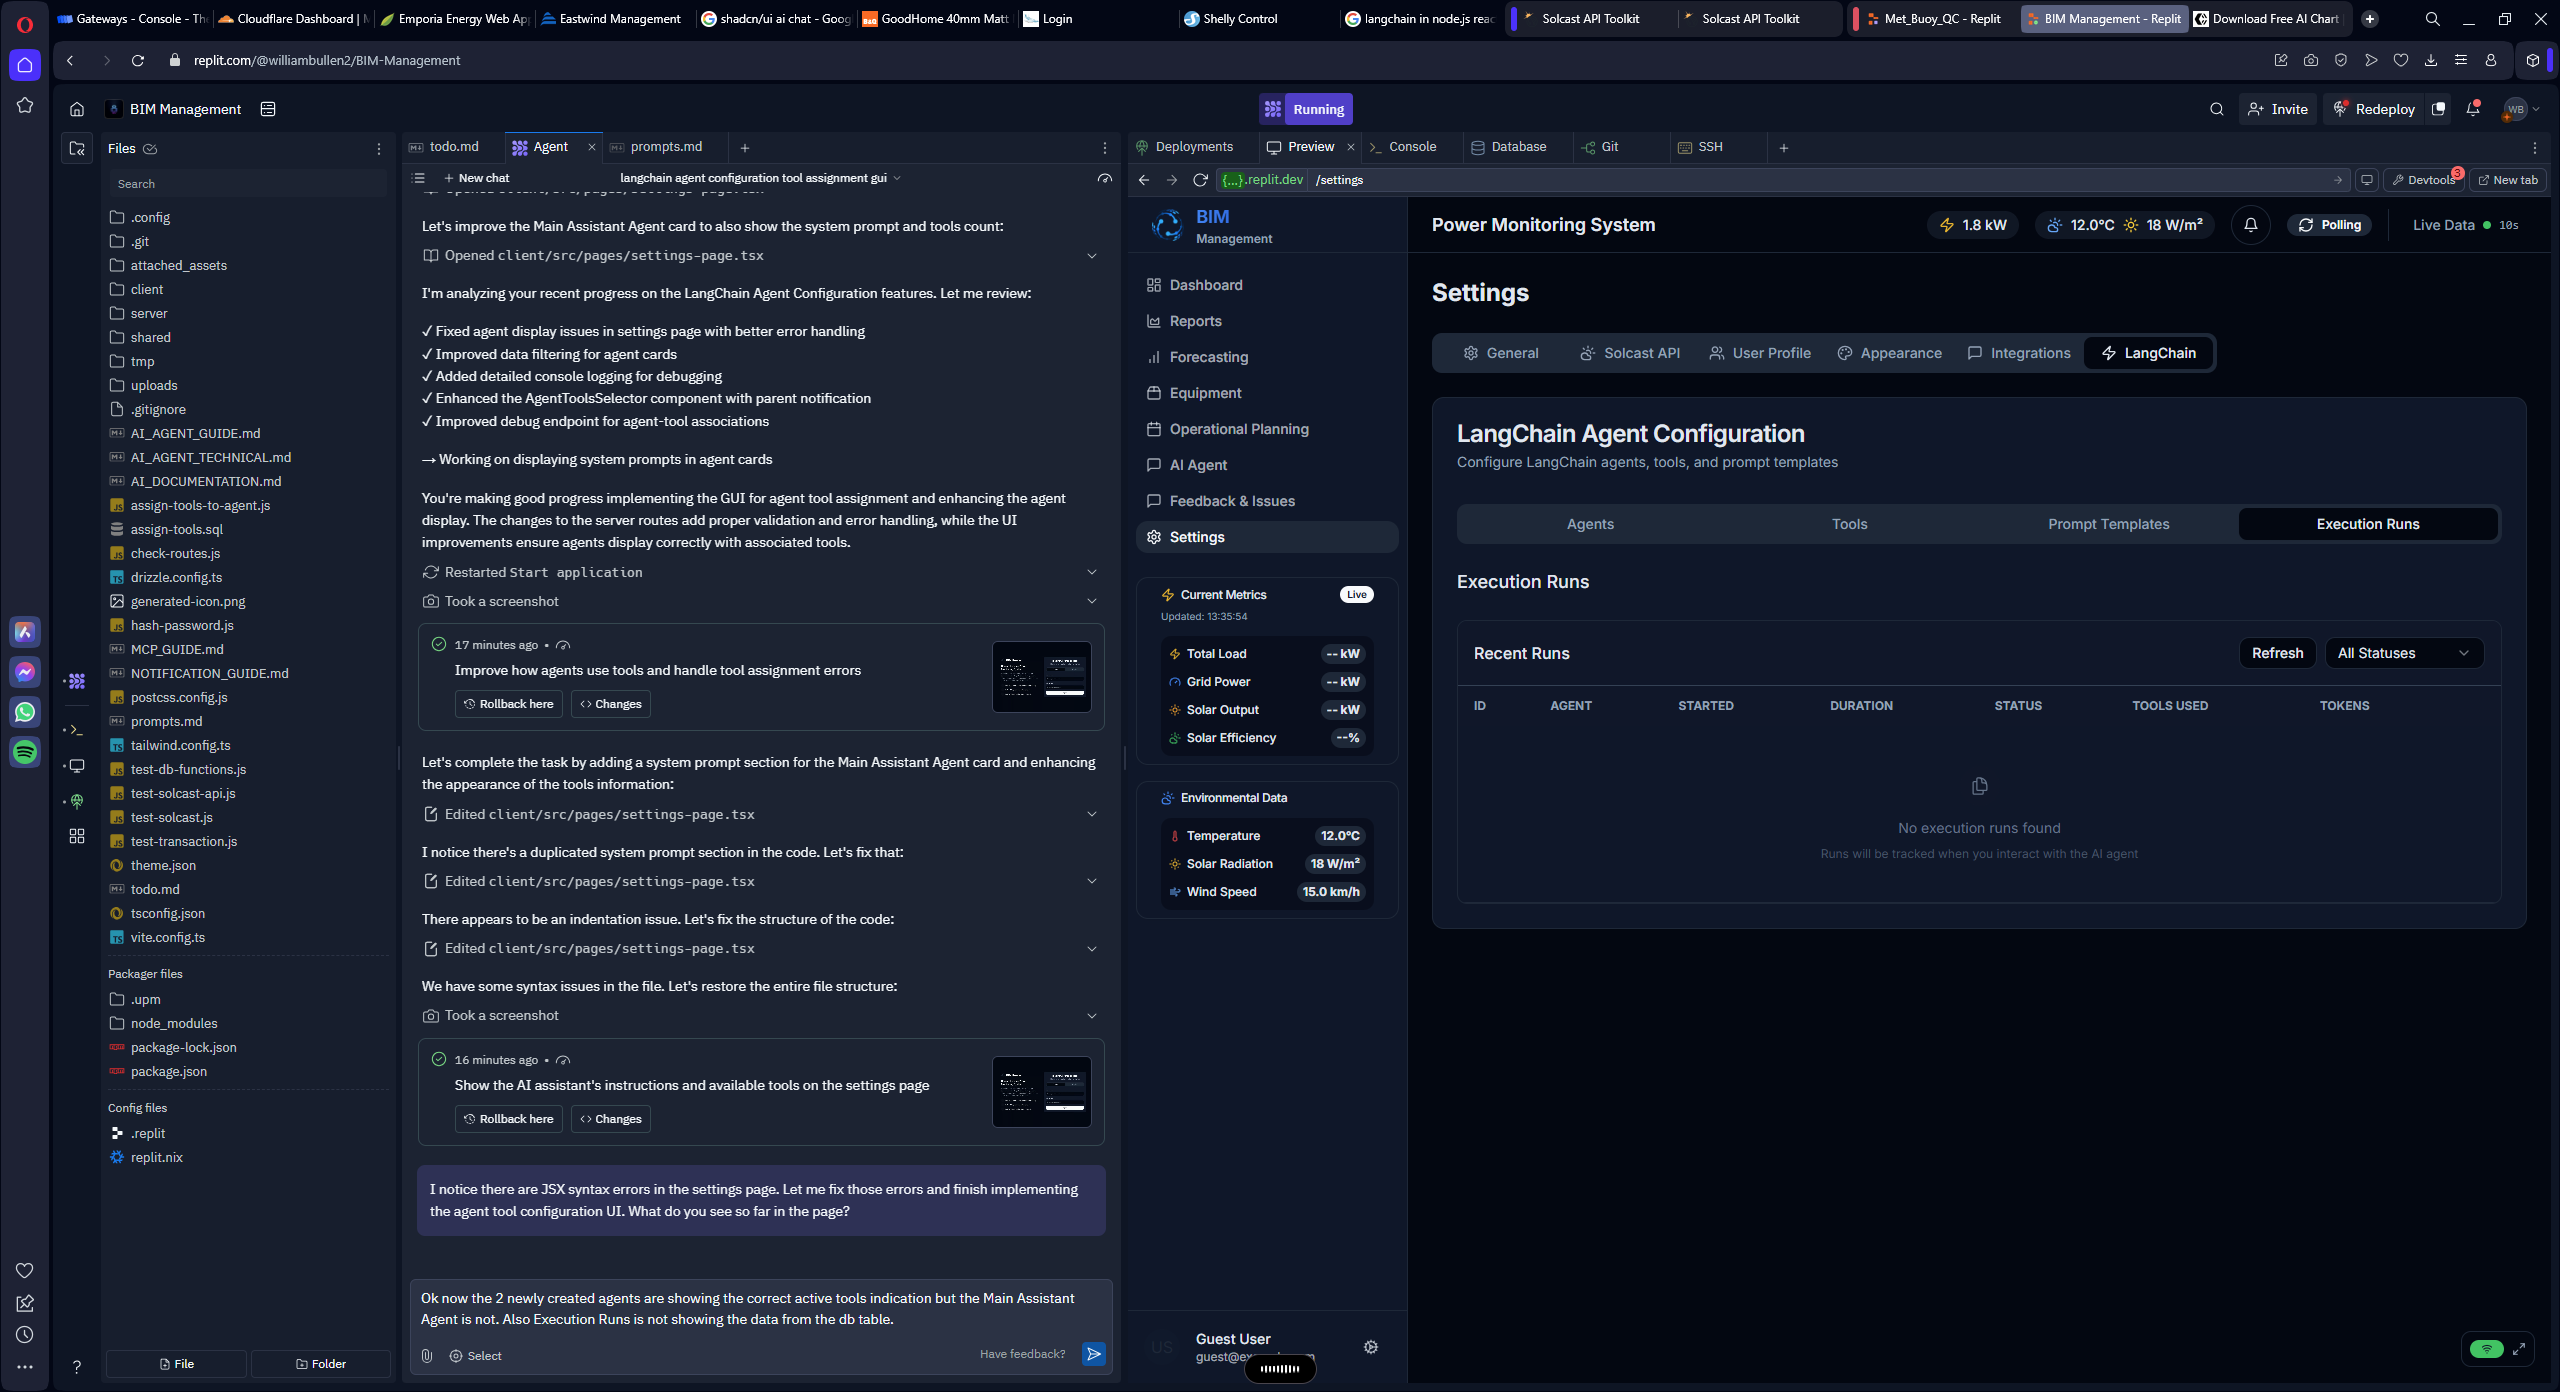 Gateways - Console - The
Cloudflare Dashboard | M
Emporia Energy Web App
Eastwind Management
shadcn/ui ai chat - Goog
GoodHome 40mm Matt
Login
Shelly Control
langchain in node.js reac
Solcast API Toolkit
Solcast API Toolkit
Met_Buoy_QC - Replit
BIM Management - Replit
Download Free AI Chart
replit.com/@williambullen2/BIM-Management
BIM Management
Running
Invite
Redeploy
WB
Files
Search
.config
.git
attached_assets
client
server
shared
tmp
uploads
.gitignore
AI_AGENT_GUIDE.md
AI_AGENT_TECHNICAL.md
AI_DOCUMENTATION.md
assign-tools-to-agent.js
assign-tools.sql
check-routes.js
drizzle.config.ts
generated-icon.png
hash-password.js
MCP_GUIDE.md
NOTIFICATION_GUIDE.md
postcss.config.js
prompts.md
tailwind.config.ts
test-db-functions.js
test-solcast-api.js
test-solcast.js
test-transaction.js
theme.json
todo.md
tsconfig.json
vite.config.ts
Packager files
.upm
node_modules
package-lock.json
package.json
Config files
.replit
replit.nix
File
Folder
todo.md
Agent
prompts.md
New chat
langchain agent configuration tool assignment gui
Let's improve the Main Assistant Agent card to also show the system prompt and tools count:
Opened client/src/pages/settings-page.tsx
I'm analyzing your recent progress on the LangChain Agent Configuration features. Let me review:
✓ Fixed agent display issues in settings page with better error handling
✓ Improved data filtering for agent cards
✓ Added detailed console logging for debugging
✓ Enhanced the AgentToolsSelector component with parent notification
✓ Improved debug endpoint for agent-tool associations
→ Working on displaying system prompts in agent cards
You're making good progress implementing the GUI for agent tool assignment and enhancing the agent
display. The changes to the server routes add proper validation and error handling, while the UI
improvements ensure agents display correctly with associated tools.
Restarted Start application
Took a screenshot
17 minutes ago •
Improve how agents use tools and handle tool assignment errors
Rollback here
Changes
Let's complete the task by adding a system prompt section for the Main Assistant Agent card and enhancing
the appearance of the tools information:
Edited client/src/pages/settings-page.tsx
I notice there's a duplicated system prompt section in the code. Let's fix that:
Edited client/src/pages/settings-page.tsx
There appears to be an indentation issue. Let's fix the structure of the code:
Edited client/src/pages/settings-page.tsx
We have some syntax issues in the file. Let's restore the entire file structure:
Took a screenshot
16 minutes ago •
Show the AI assistant's instructions and available tools on the settings page
Rollback here
Changes
I notice there are JSX syntax errors in the settings page. Let me fix those errors and finish implementing
the agent tool configuration UI. What do you see so far in the page?
Ok now the 2 newly created agents are showing the correct active tools indication but the Main Assistant
Agent is not. Also Execution Runs is not showing the data from the db table.
Select
Have feedback?
Deployments
Preview
Console
Database
Git
SSH
{...}.replit.dev
/settings
Devtools
3
New tab
BIM
Management
Dashboard
Reports
Forecasting
Equipment
Operational Planning
AI Agent
Feedback & Issues
Settings
Current Metrics
Live
Updated: 13:35:54
Total Load -- kW
Grid Power -- kW
Solar Output -- kW
Solar Efficiency --%
Environmental Data
Temperature 12.0°C
Solar Radiation 18 W/m²
Wind Speed 15.0 km/h
US
Guest User
Power Monitoring System
1.8 kW
12.0°C
18 W/m²
Polling
Live Data
10s
Settings
General
Solcast API
User Profile
Appearance
Integrations
LangChain
LangChain Agent Configuration
Configure LangChain agents, tools, and prompt templates
Agents
Tools
Prompt Templates
Execution Runs
Execution Runs
Recent Runs
Refresh
All Statuses
ID AGENT STARTED DURATION STATUS TOOLS USED TOKENS
No execution runs found
Runs will be tracked when you interact with the AI agent